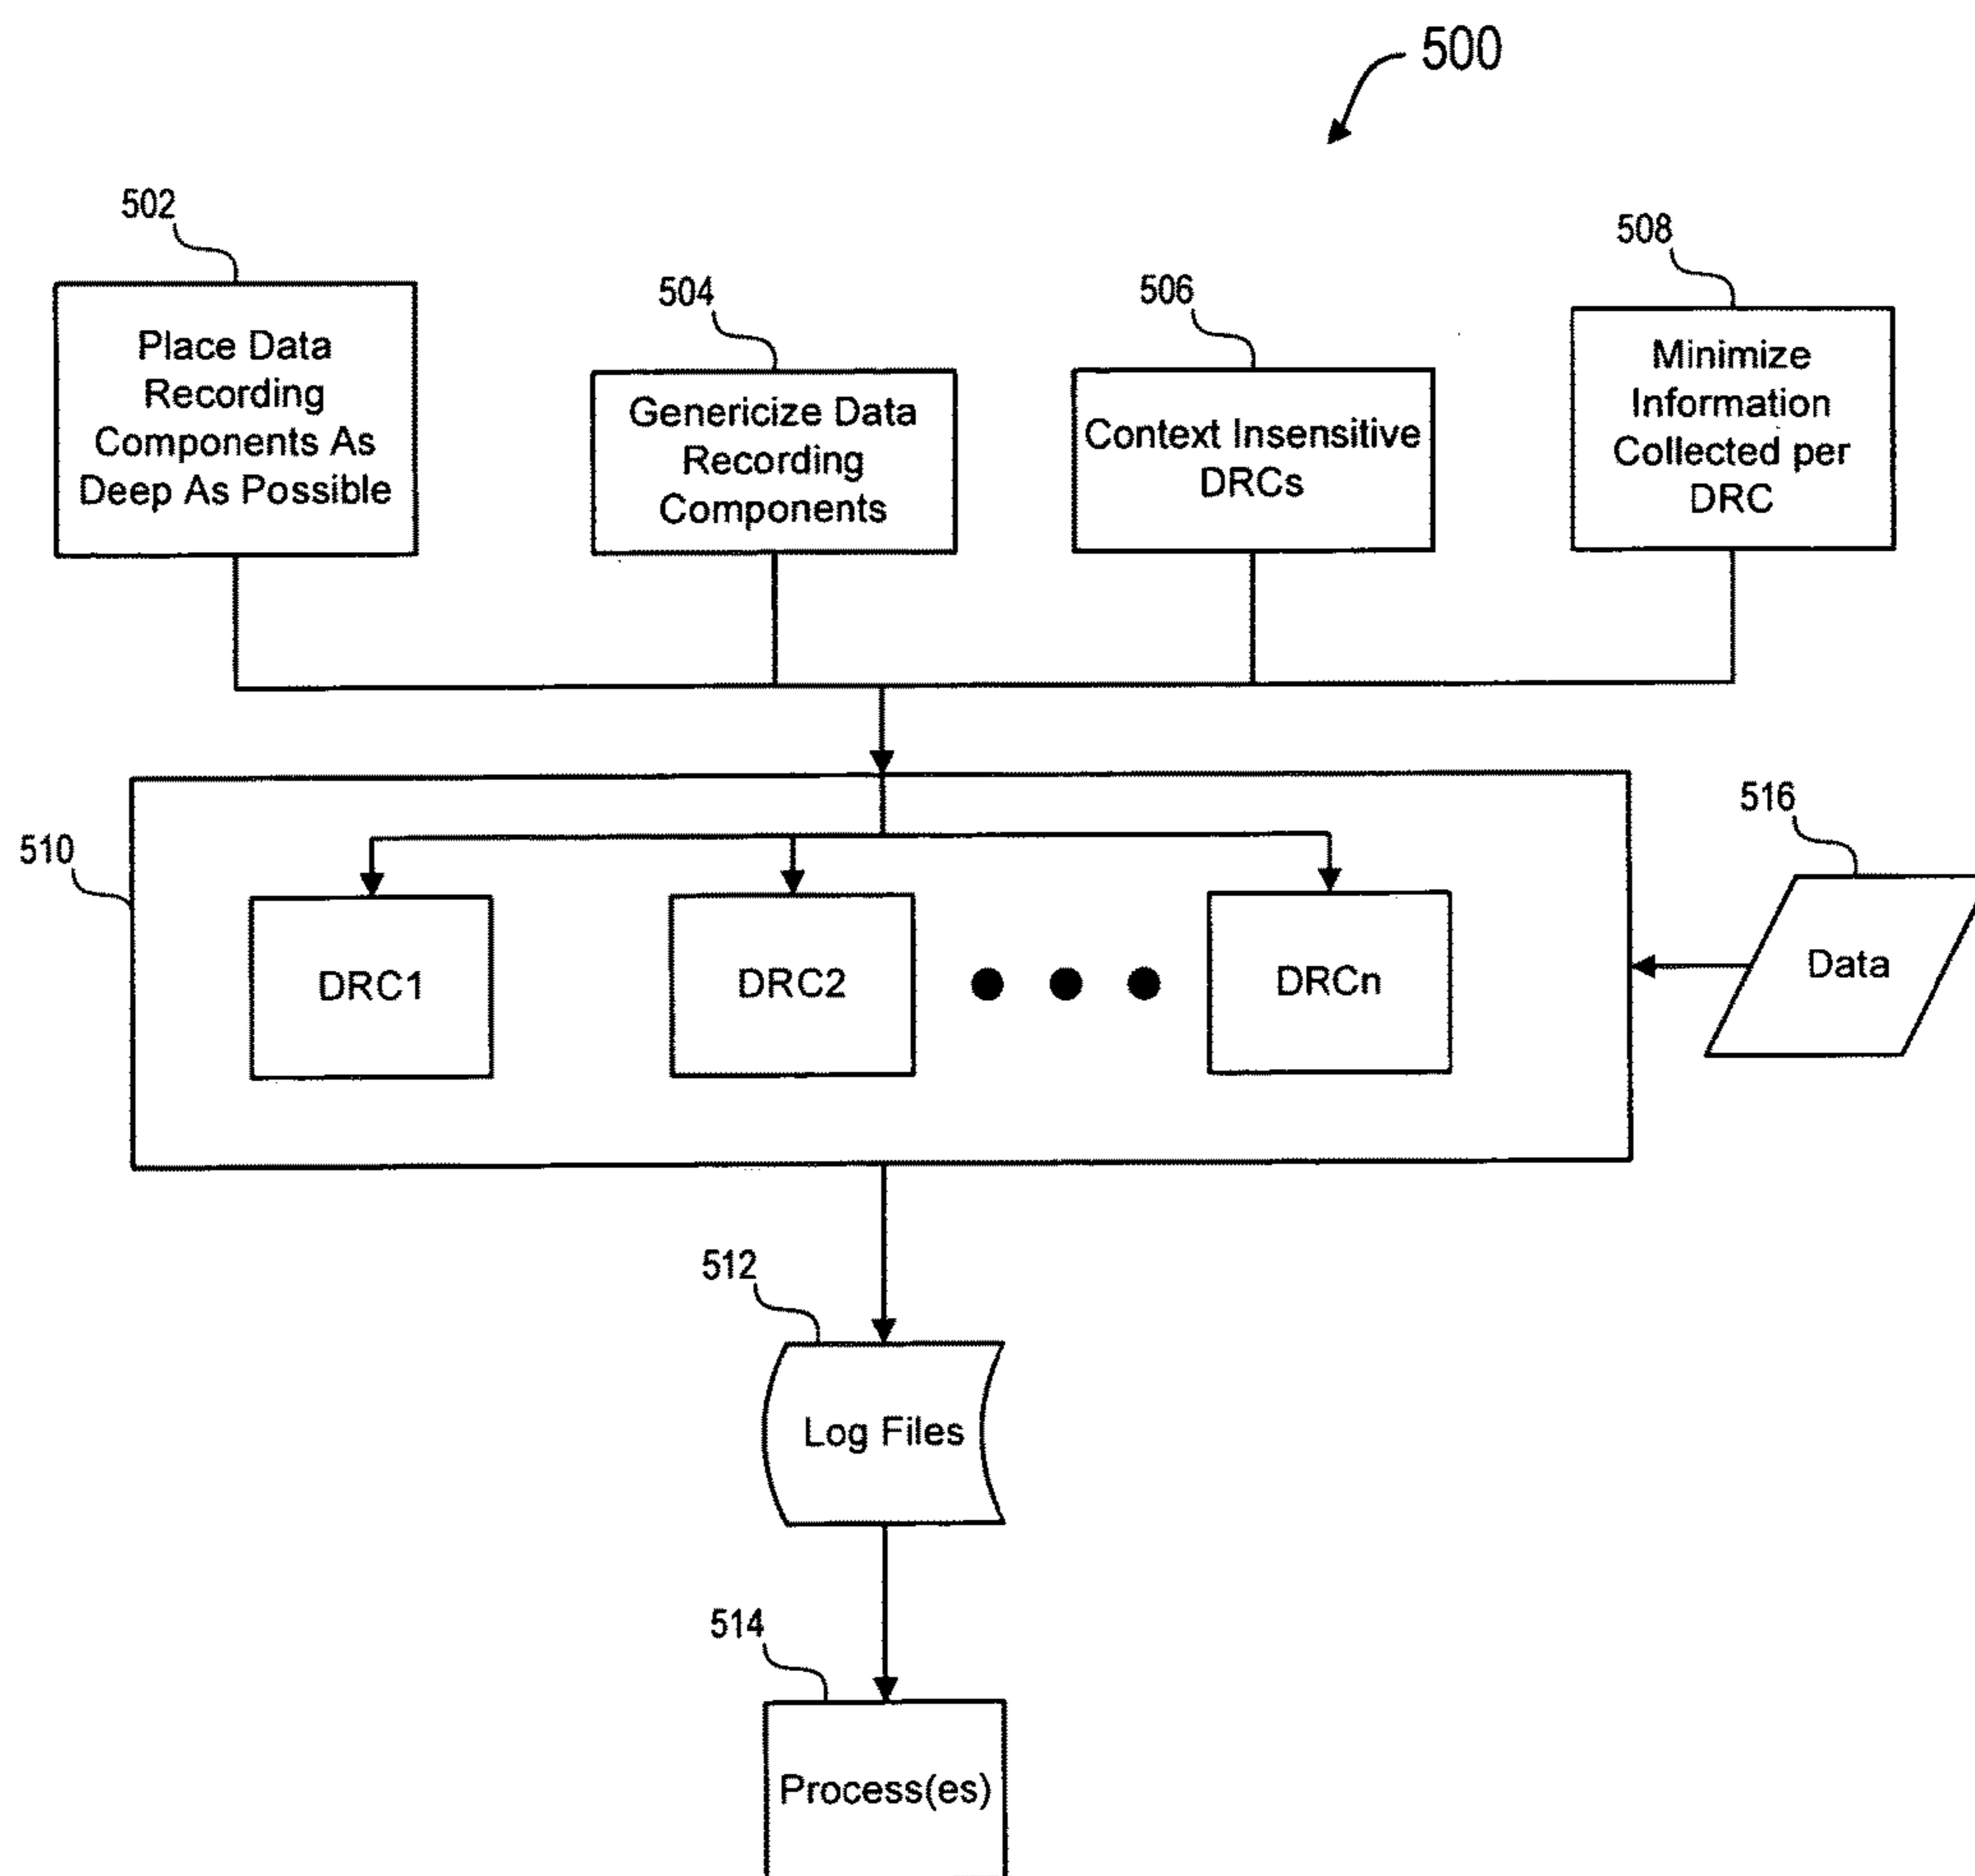 500
502
Place Data
Recording
Components As
Deep As Possible
504
Genericize Data
Recording
Components
506
Context Insensitive
DRCs
508
Minimize
Information
Collected per
DRC
510
DRC1
DRC2
DRCn
516
Data
512
Log Files
514
Process(es)